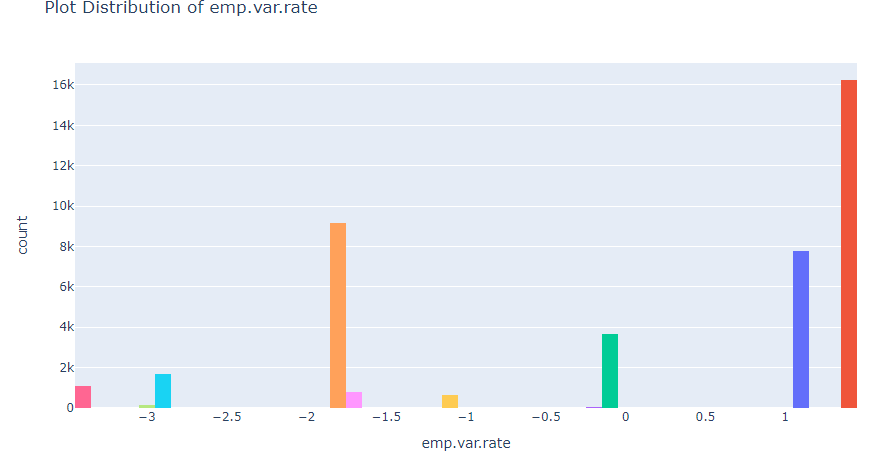 Plot Distribution of emp.var.rate
16k
14k
12k
10k
8k
6k
4k
2k
0
count
−3
−2.5
−2
−1.5
−1
−0.5
0
0.5
1
emp.var.rate